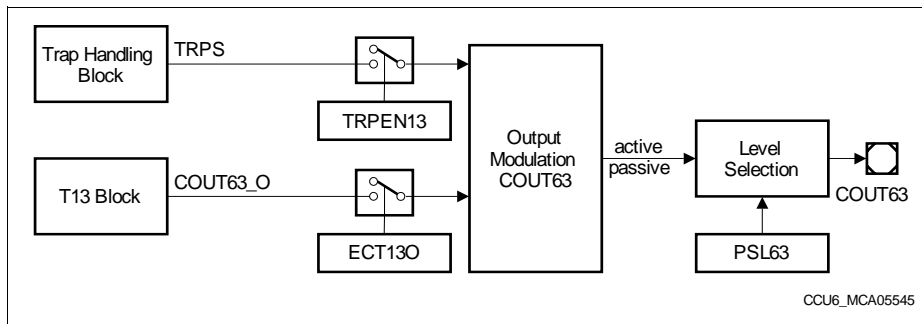 Trap Handling
Block
TRPS
TRPEN13
T13 Block
COUT63_O
ECT13O
Output
Modulation
COUT63
active
passive
Level
Selection
PSL63
COUT63
CCU6_MCA05545